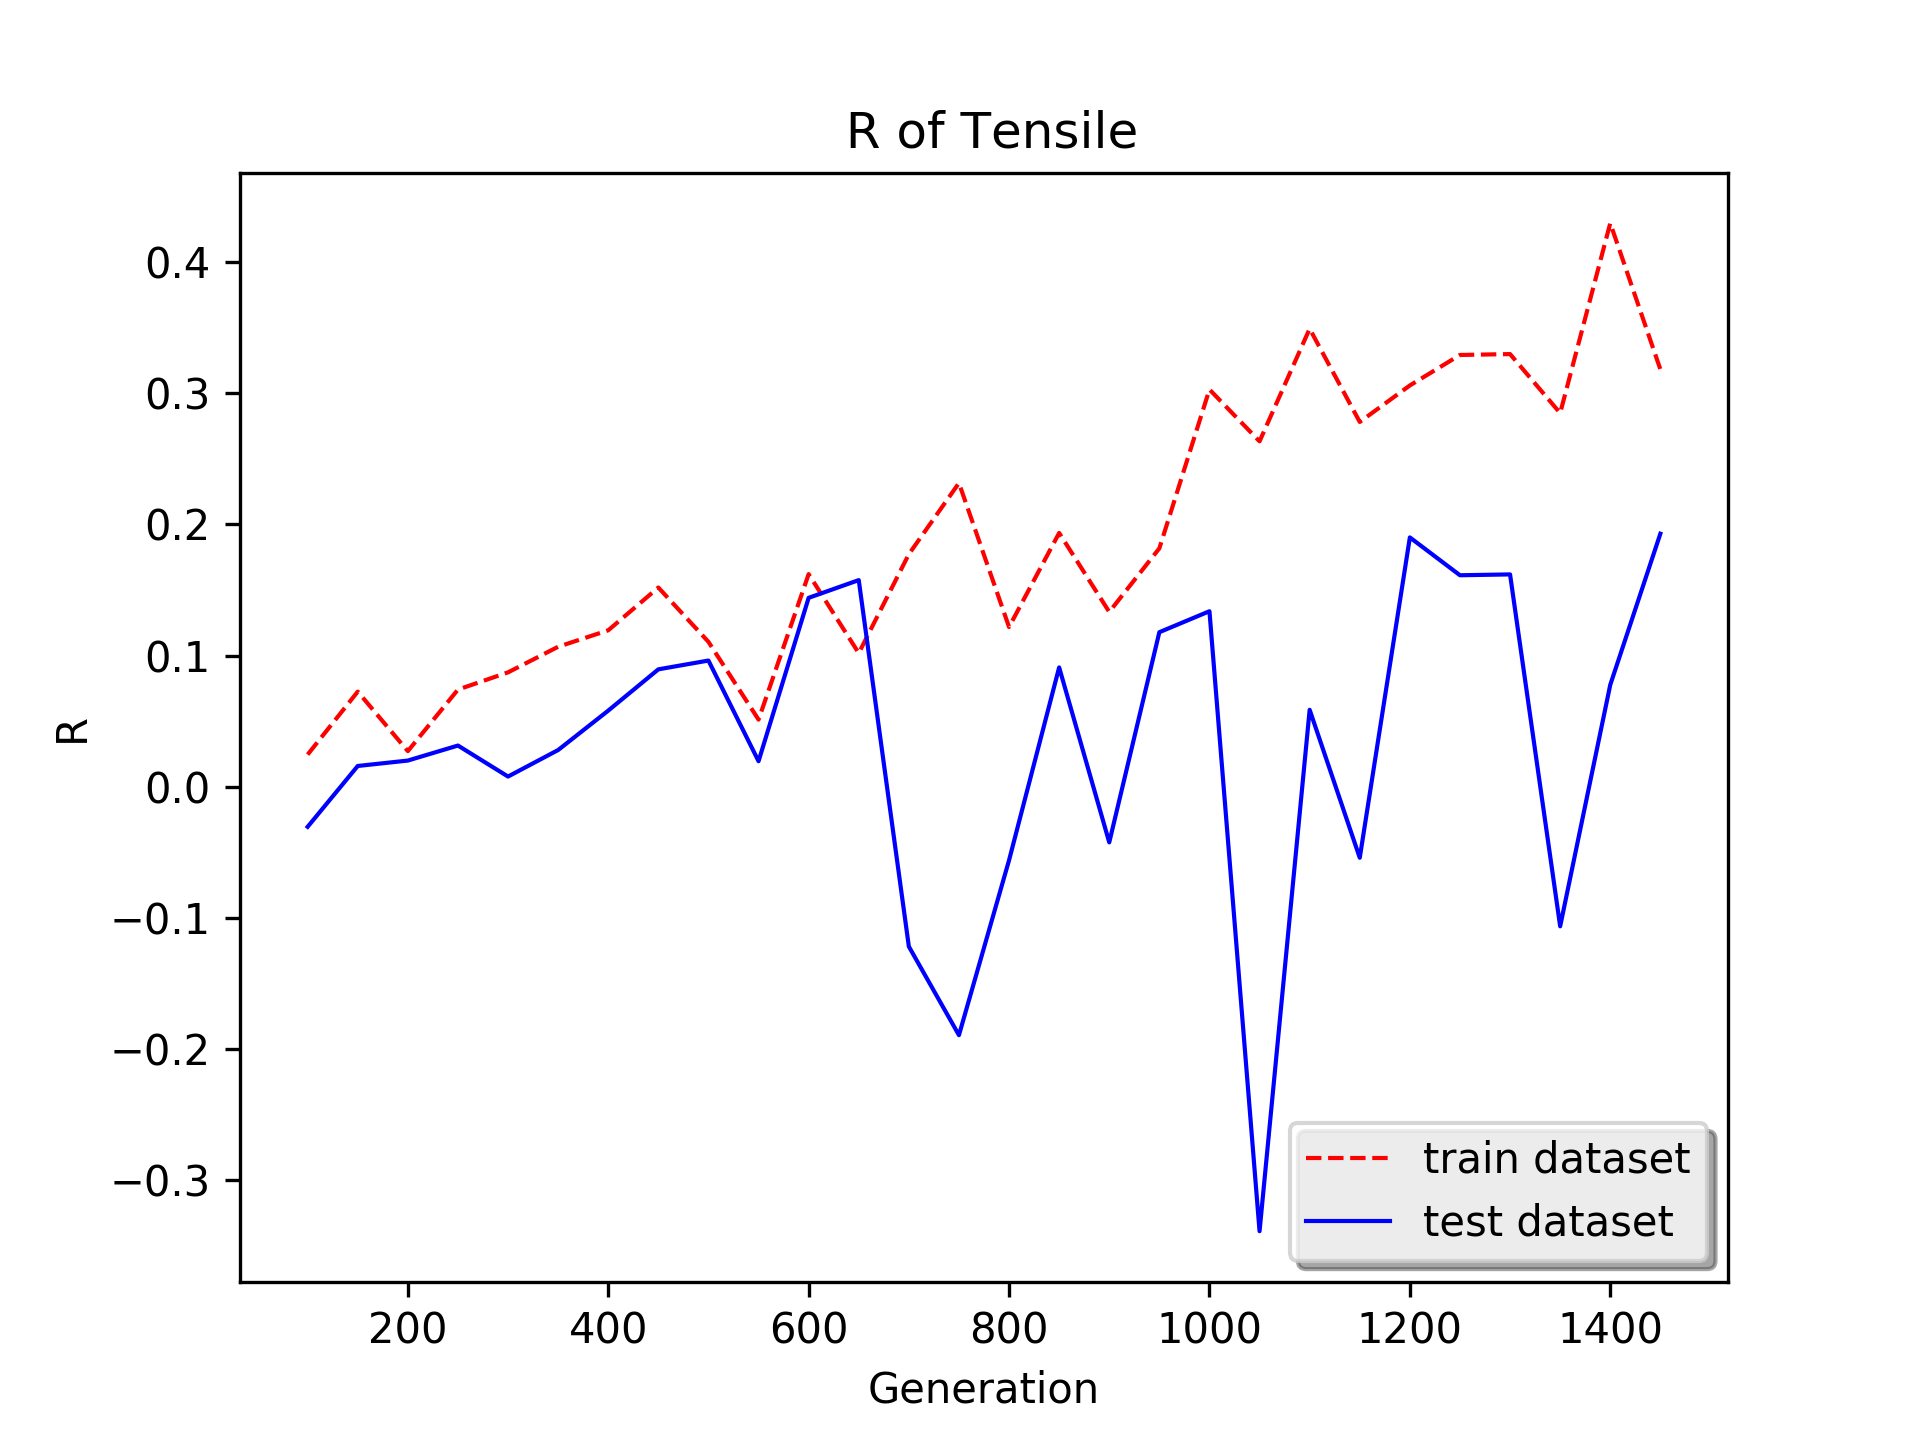 R of Tensile
R
0.4
0.3
0.2
0.1
0.0
−0.1
−0.2
−0.3
train dataset
test dataset
200 400 600 800 1000 1200 1400
Generation